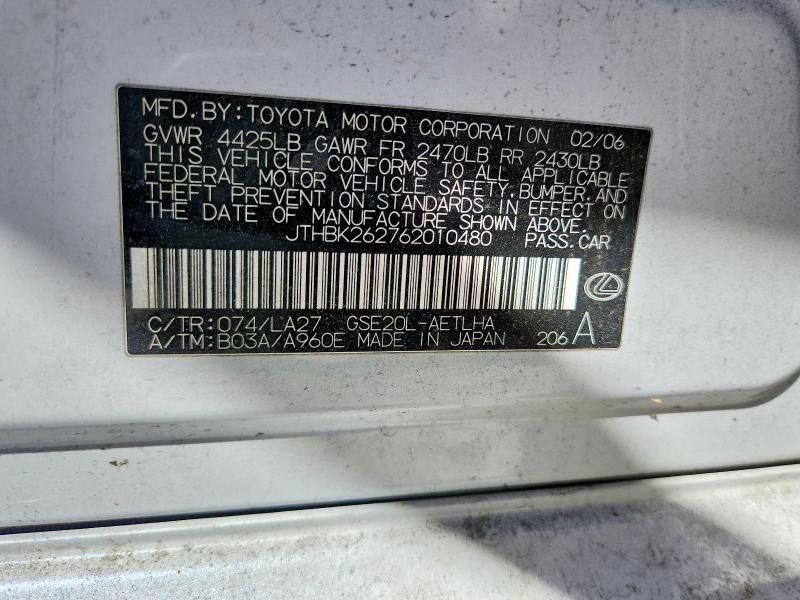 MFD.BY:TOYOTA MOTOR CORPORATION 02/06
GVWR 4425LB GAWR FR 2470LB RR 2430LB
THIS VEHICLE CONFORMS TO ALL APPLICABLE
FEDERAL MOTOR VEHICLE SAFETY,BUMPER,AND
THEFT PREVENTION STANDARDS IN EFFECT ON
THE DATE OF MANUFACTURE SHOWN ABOVE.
JTHBK262762010480 PASS.CAR
C/TR:074/LA27 GSE20L-AETLHA
A/TM:B03A/A960E MADE IN JAPAN 206 A